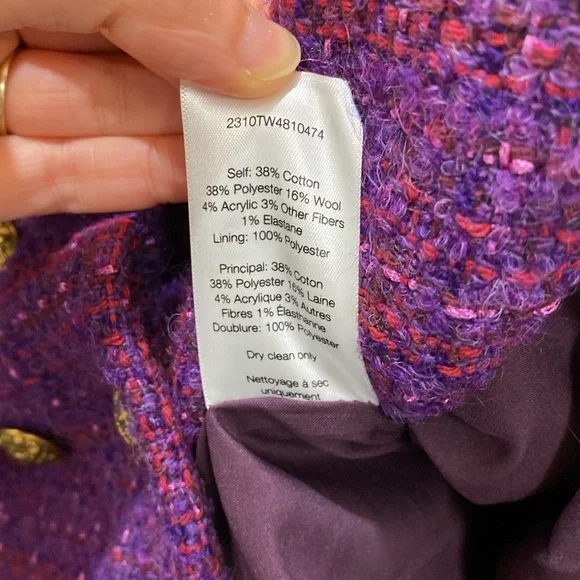 2310TW4810474
Self: 38% Cotton
38% Polyester 16% Wool
4% Acrylic 3% Other Fibers
1% Elastane
Lining: 100% Polyester
Principal: 38% Coton
38% Polyester 16% Laine
4% Acrylique 3% Autres
Fibres 1% Élasthanne
Doublure: 100% Polyester
Dry clean only
Nettoyage à sec
uniquement